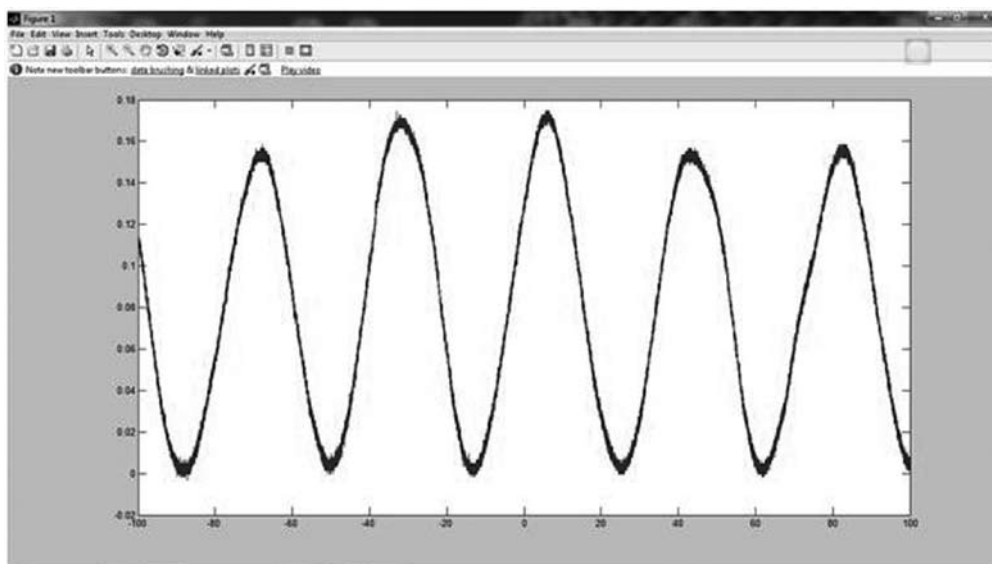 Figure 1
File Edit View Insert Tools Desktop Window Help
Note new toolbar buttons: data brushing & linked plots Play video
0.18
0.16
0.14
0.12
0.1
0.08
0.06
0.04
0.02
0
-0.02
-100 -80 -60 -40 -20 0 20 40 60 80 100